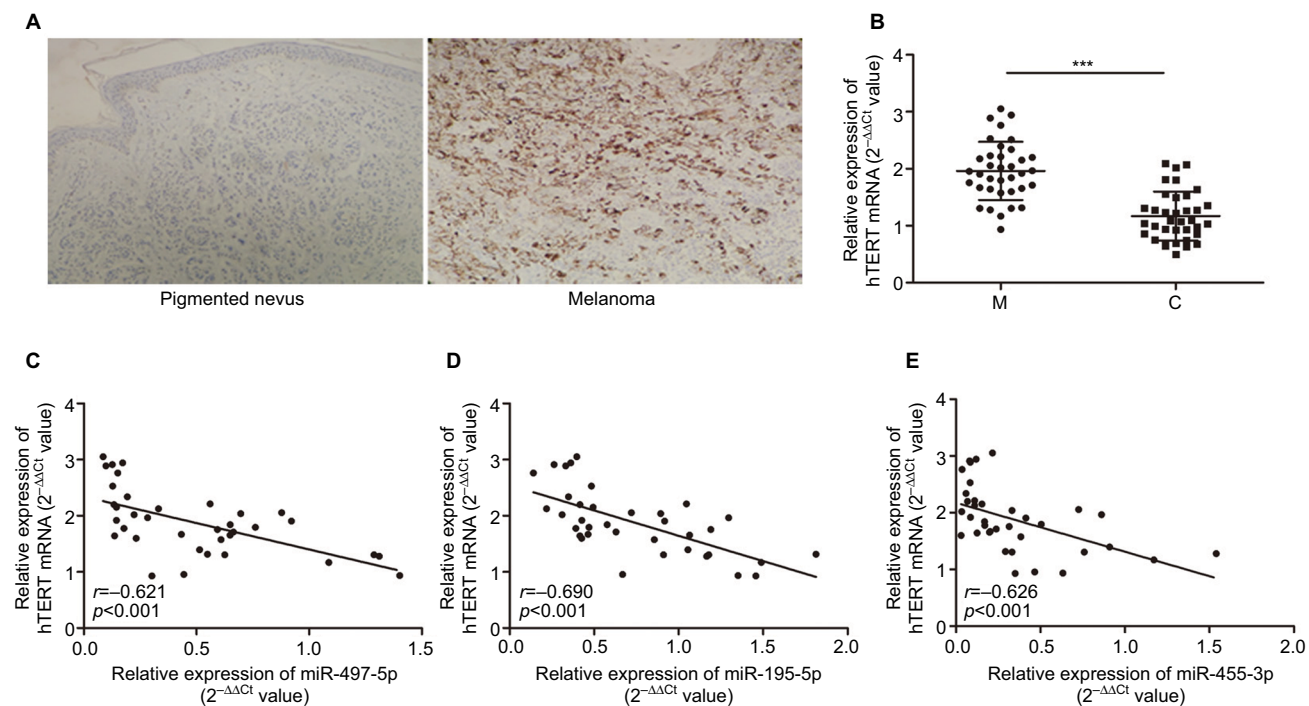 A
Pigmented nevus
Melanoma
B
Relative expression of
hTERT mRNA (2−ΔΔCt value)
4
3
2
1
0
***
M
C
C
Relative expression of
hTERT mRNA (2−ΔΔCt value)
4
3
2
1
0
r=–0.621
p<0.001
0.0
0.5
1.0
1.5
Relative expression of miR-497-5p
(2−ΔΔCt value)
D
Relative expression of
hTERT mRNA (2−ΔΔCt value)
4
3
2
1
0
r=–0.690
p<0.001
0.0
0.5
1.0
1.5
2.0
Relative expression of miR-195-5p
(2−ΔΔCt value)
E
Relative expression of
hTERT mRNA (2−ΔΔCt value)
4
3
2
1
0
r=–0.626
p<0.001
0.0
0.5
1.0
1.5
2.0
Relative expression of miR-455-3p
(2−ΔΔCt value)